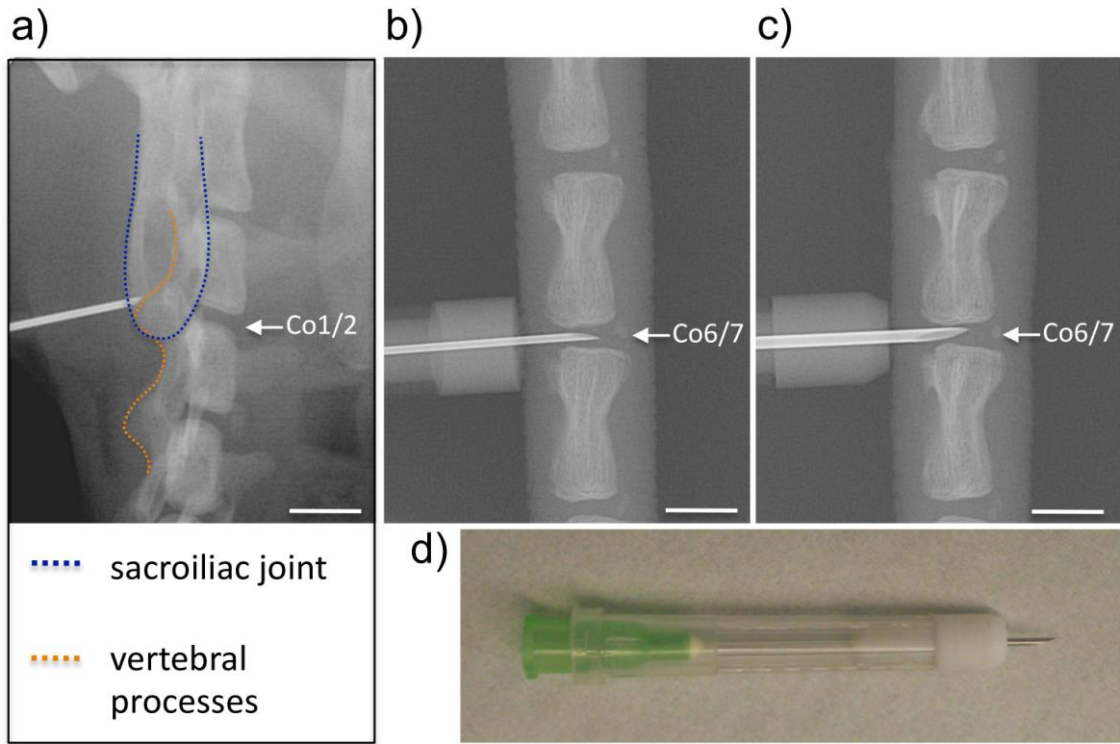 a)
b)
c)
Co1/2
Co6/7
Co6/7
sacroiliac joint
vertebral
processes
d)